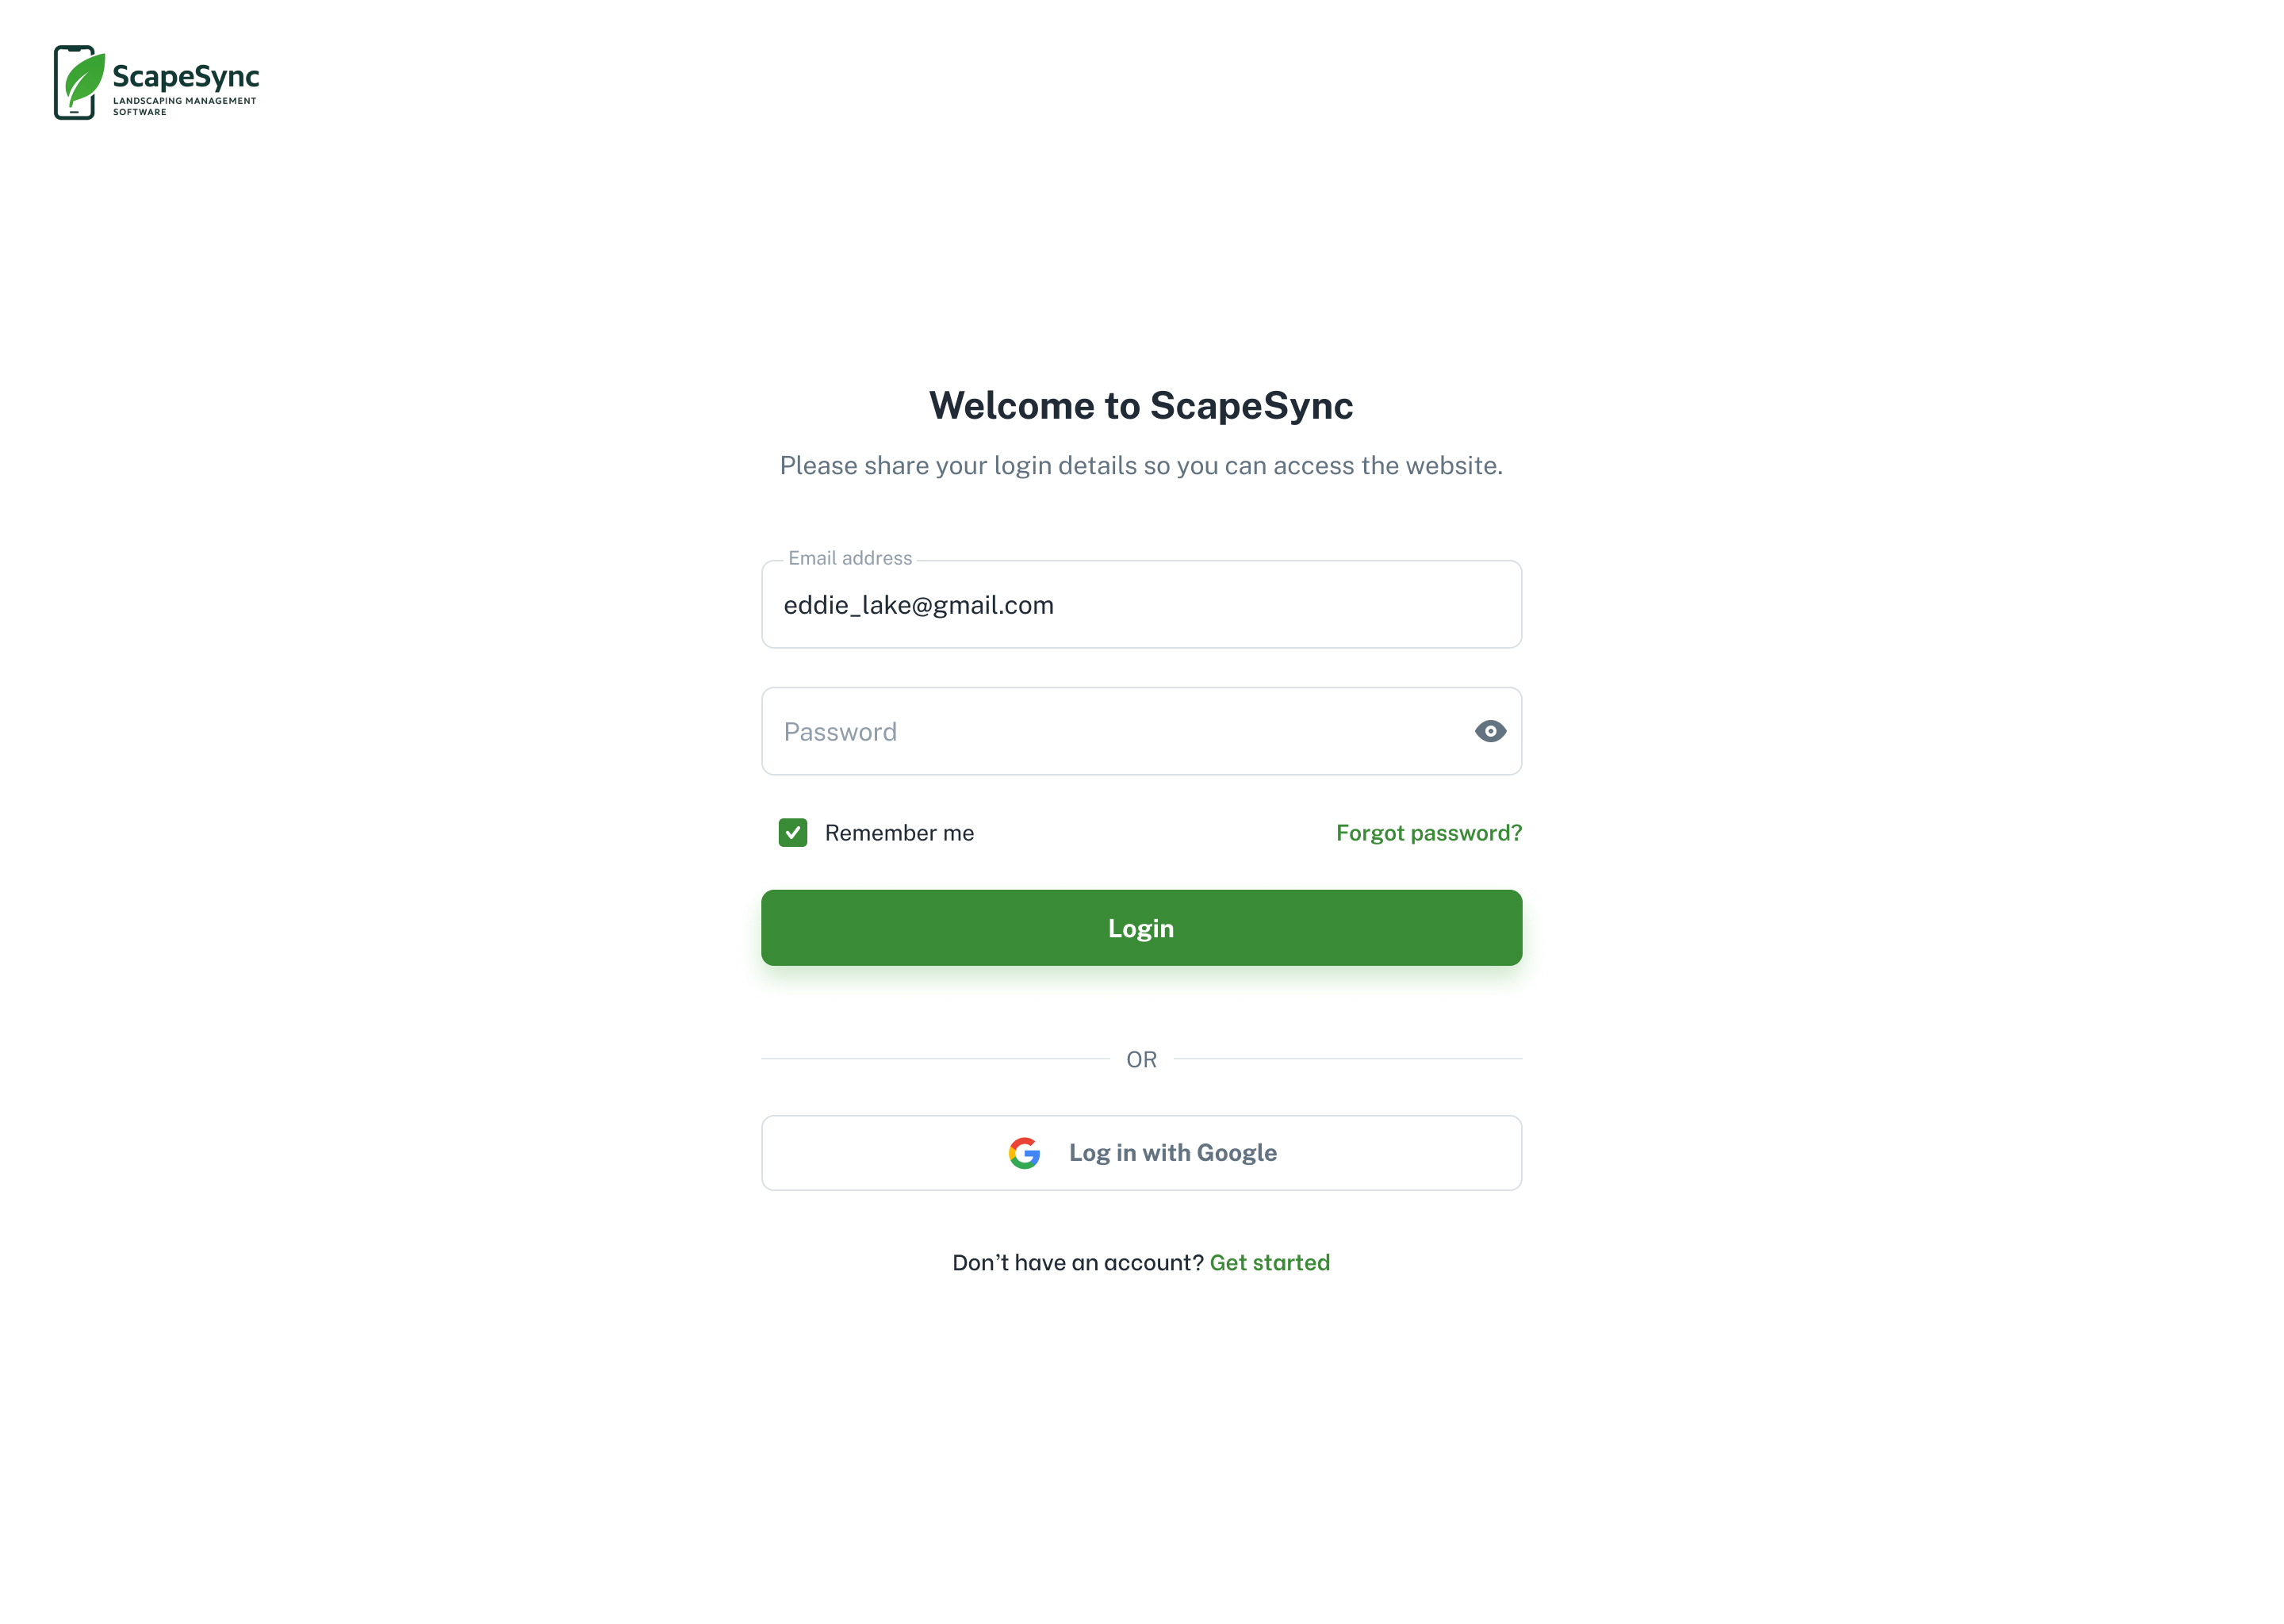 ScapeSync
LANDSCAPING MANAGEMENT
SOFTWARE
Welcome to ScapeSync
Please share your login details so you can access the website.
Email address
eddie_lake@gmail.com
Password
Remember me
Forgot password?
Login
OR
Log in with Google
Don’t have an account? Get started